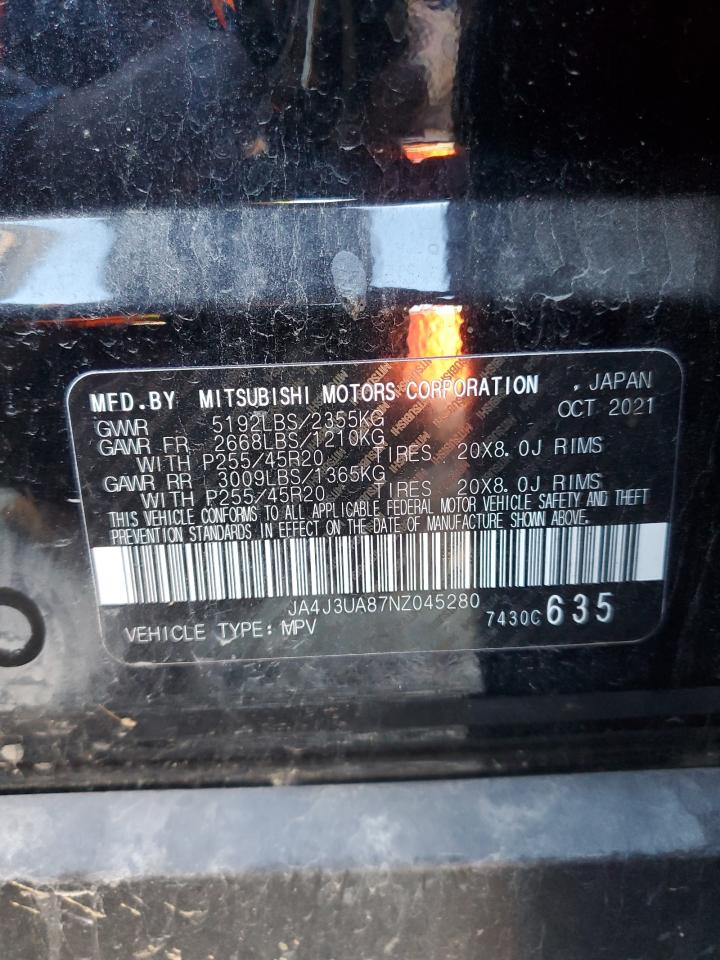 MFD.BY MITSUBISHI MOTORS CORPORATION , JAPAN
GVWR 5192LBS/2355KG OCT 2021
GAWR FR 2668LBS/1210KG
WITH P255/45R20 TIRES 20X8.0J RIMS
GAWR RR 3009LBS/1365KG
WITH P255/45R20 TIRES 20X8.0J RIMS
THIS VEHICLE CONFORMS TO ALL APPLICABLE FEDERAL MOTOR VEHICLE SAFETY AND THEFT
PREVENTION STANDARDS IN EFFECT ON THE DATE OF MANUFACTURE SHOWN ABOVE.
JA4J3UA87NZ045280
VEHICLE TYPE: MPV 7430C 635